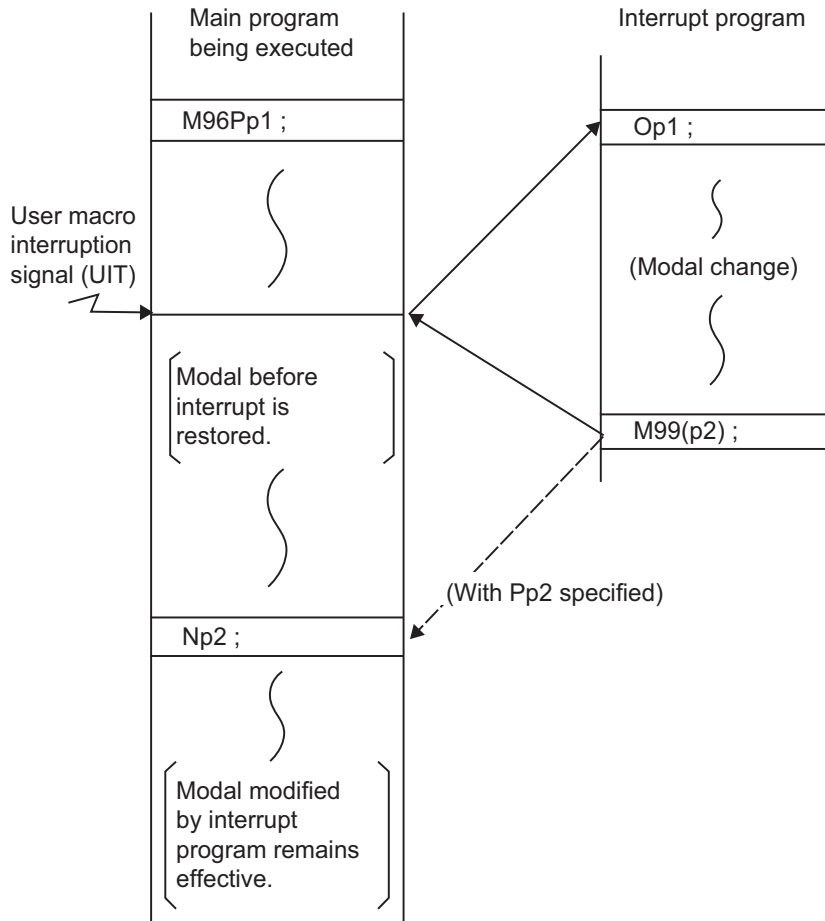 Main program
being executed
Interrupt program
M96Pp1 ;
Op1 ;
User macro
interruption
signal (UIT)
(Modal change)
Modal before
interrupt is
restored.
M99(p2) ;
(With Pp2 specified)
Np2 ;
Modal modified
by interrupt
program remains
effective.